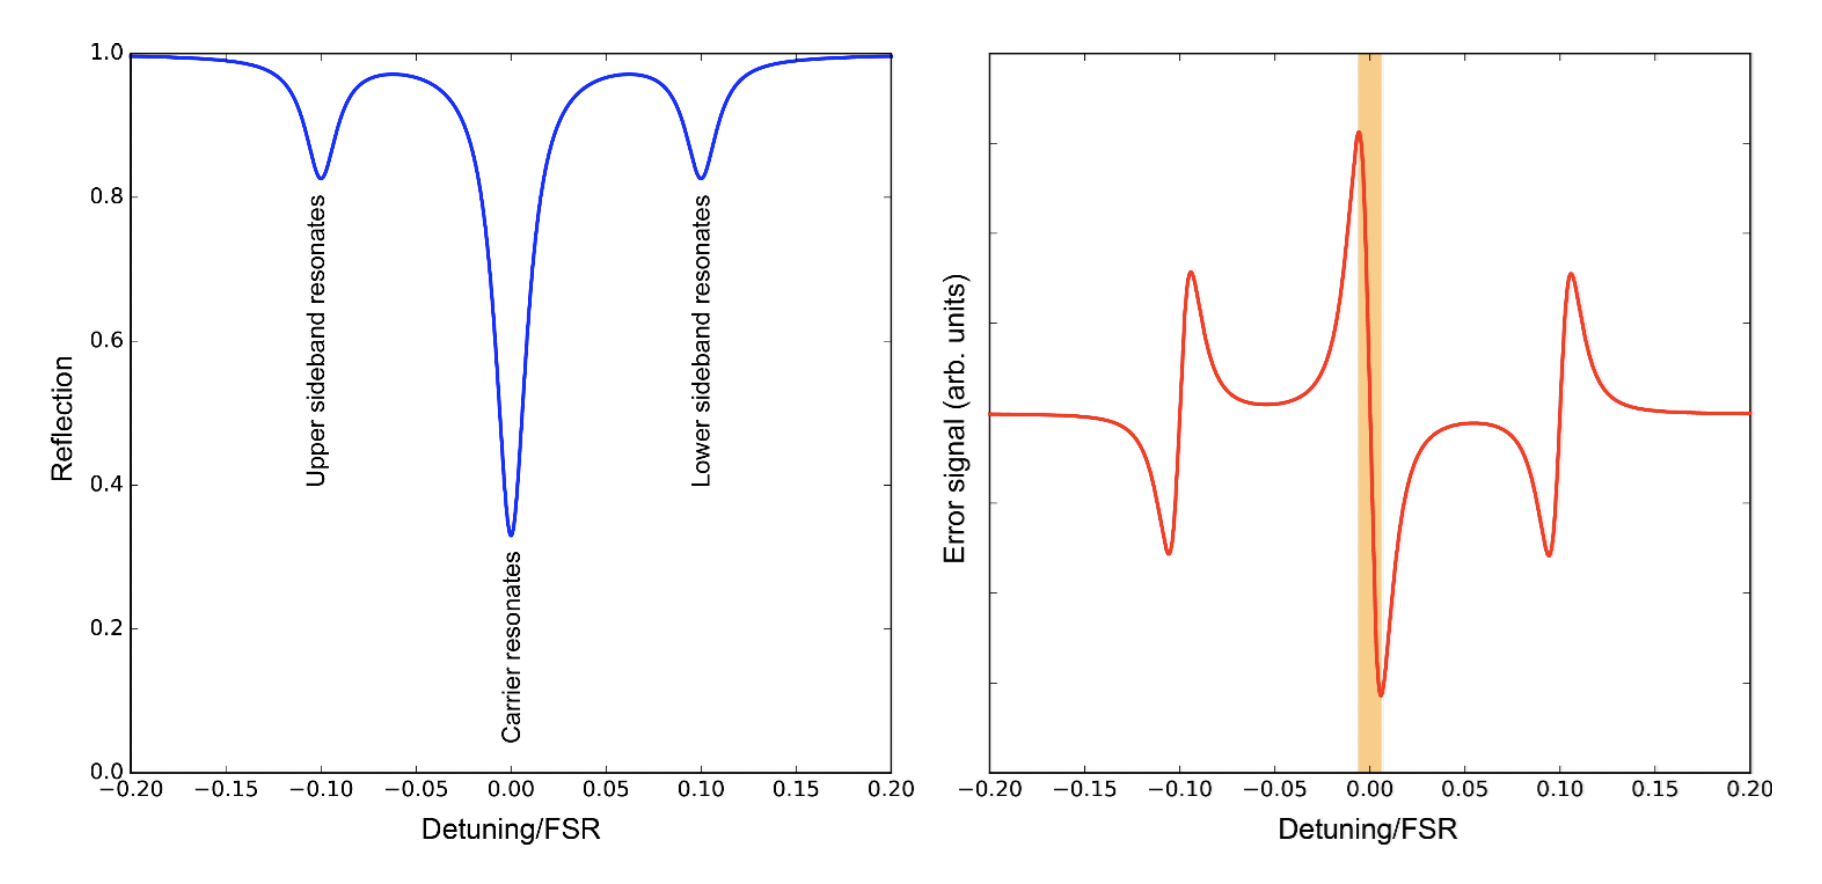 1.0
0.8
0.6
0.4
0.2
0.0
Reflection
Upper sideband resonates
Carrier resonates
Lower sideband resonates
−0.20 −0.15 −0.10 −0.05 0.00 0.05 0.10 0.15 0.20
Detuning/FSR
Error signal (arb. units)
−0.20 −0.15 −0.10 −0.05 0.00 0.05 0.10 0.15 0.20
Detuning/FSR